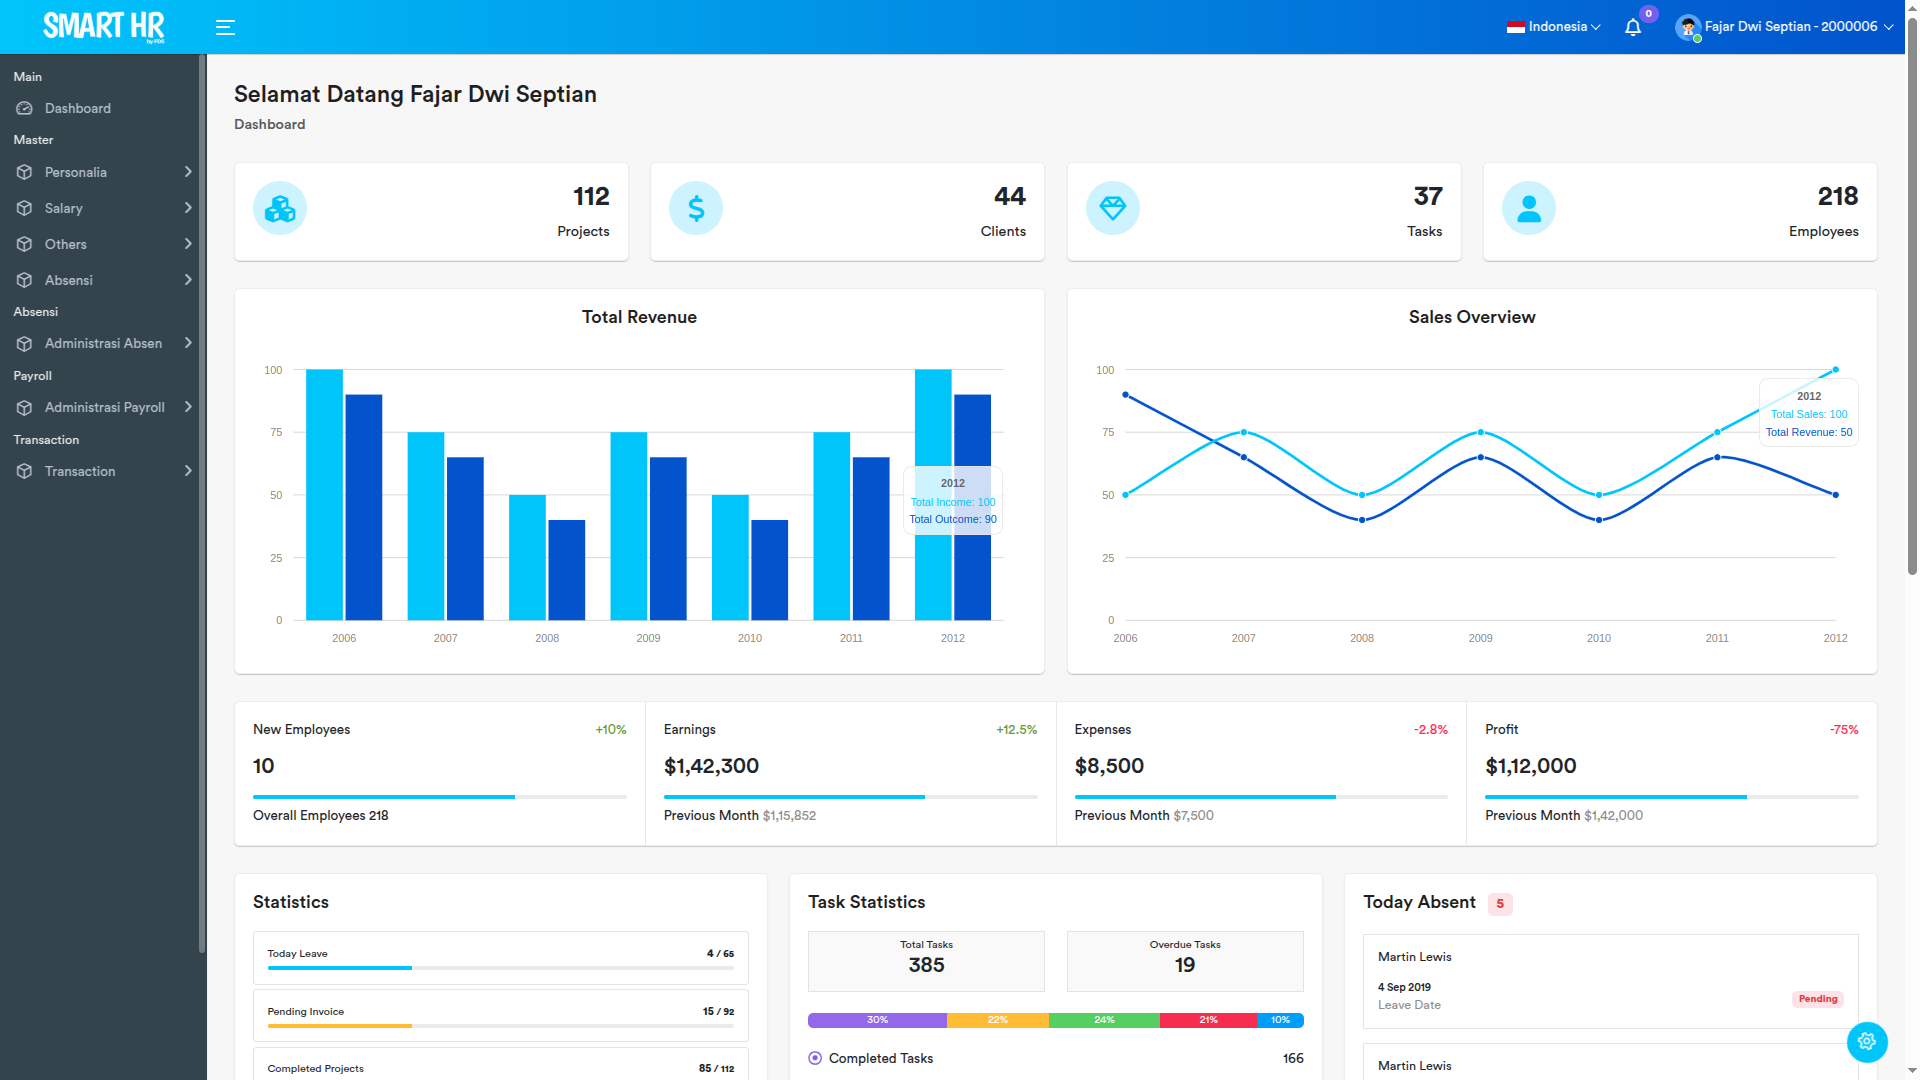 SMART HR
by FDS
Indonesia
0
Fajar Dwi Septian - 2000006
Main
Dashboard
Master
Personalia
Salary
Others
Absensi
Absensi
Administrasi Absen
Payroll
Administrasi Payroll
Transaction
Transaction
Selamat Datang Fajar Dwi Septian
Dashboard
112
Projects
44
Clients
37
Tasks
218
Employees
Total Revenue
100
75
50
25
0
2006
2007
2008
2009
2010
2011
2012
2012
Total Income: 100
Total Outcome: 90
Sales Overview
100
75
50
25
0
2006
2007
2008
2009
2010
2011
2012
2012
Total Sales: 100
Total Revenue: 50
New Employees +10%
10
Overall Employees 218
Earnings +12.5%
$1,42,300
Previous Month $1,15,852
Expenses -2.8%
$8,500
Previous Month $7,500
Profit -75%
$1,12,000
Previous Month $1,42,000
Statistics
Today Leave 4 / 65
Pending Invoice 15 / 92
Completed Projects 85 / 112
Task Statistics
Total Tasks
385
Overdue Tasks
19
30% 22% 24% 21% 10%
Completed Tasks 166
Today Absent 5
Martin Lewis
4 Sep 2019
Leave Date
Pending
Martin Lewis